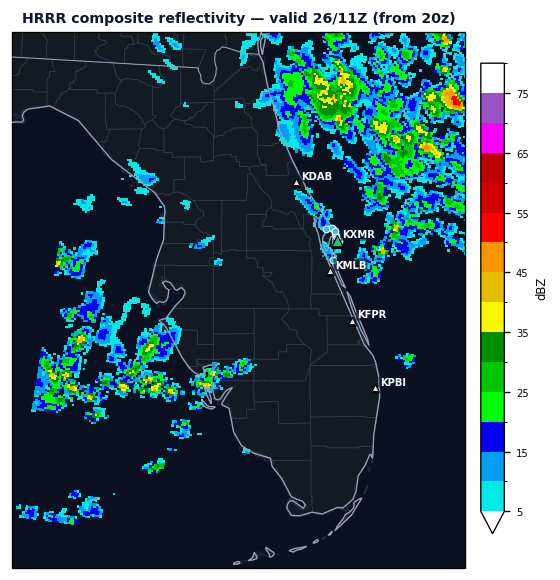 HRRR composite reflectivity — valid 26/11Z (from 20z)
KDAB
KXMR
KMLB
KFPR
KPBI
75
65
55
45
35
25
15
5
dBZ